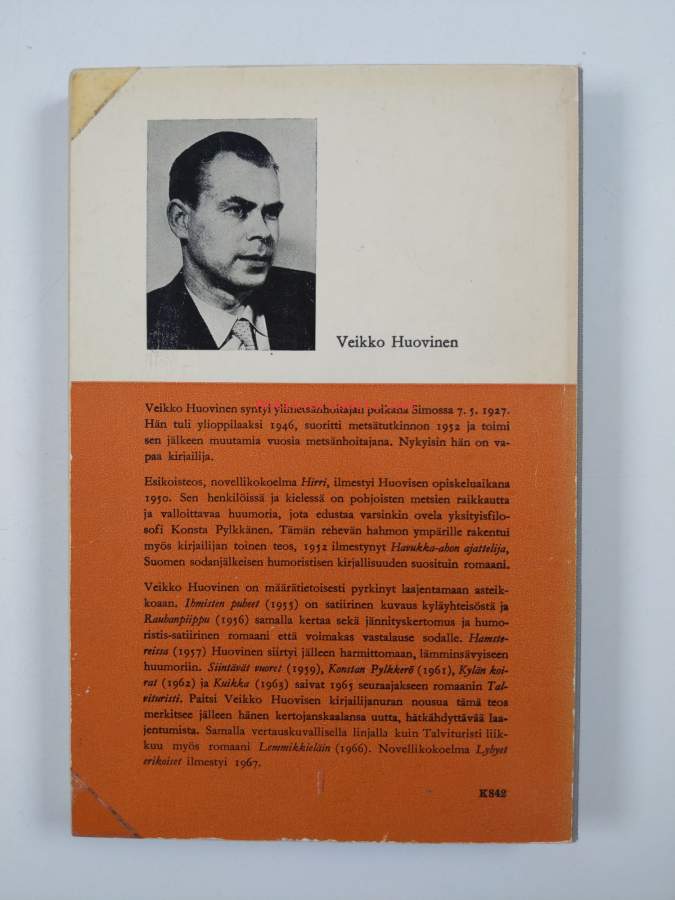 Veikko Huovinen
Veikko Huovinen syntyi ylimetsänhoitajan poikana Simossa 7. 5. 1927.
Hän tuli ylioppilaaksi 1946, suoritti metsätutkinnon 1952 ja toimi
sen jälkeen muutamia vuosia metsänhoitajana. Nykyisin hän on va-
paa kirjailija.
Esikoisteos, novellikokoelma Hirri, ilmestyi Huovisen opiskeluaikana
1950. Sen henkilöissä ja kielessä on pohjoisten metsien raikkautta
ja valloittavaa huumoria, jota edustaa varsinkin ovela yksityisfilo-
sofi Konsta Pylkkänen. Tämän rehevän hahmon ympärille rakentui
myös kirjailijan toinen teos, 1952 ilmestynyt Havukka-ahon ajattelija,
Suomen sodanjälkeisen humoristisen kirjallisuuden suosituin romaani.
Veikko Huovinen on määrätietoisesti pyrkinyt laajentamaan asteik-
koaan. Ihmisten puheet (1955) on satiirinen kuvaus kyläyhteisöstä ja
Rauhanpiippu (1956) samalla kertaa sekä jännityskertomus ja humo-
ristis-satiirinen romaani että voimakas vastalause sodalle. Hamste-
reissa (1957) Huovinen siirtyi jälleen harmittomaan, lämminsävyiseen
huumoriin. Siintävät vuoret (1959), Konstan Pylkkerö (1961), Kylän koi-
rat (1962) ja Kuikka (1963) saivat 1965 seuraajakseen romaanin Tal-
vituristi. Paitsi Veikko Huovisen kirjailijanuran nousua tämä teos
merkitsee jälleen hänen kertojanskaalansa uutta, hätkähdyttävää laa-
jentumista. Samalla vertauskuvallisella linjalla kuin Talvituristi liik-
kuu myös romaani Lemmikkieläin (1966). Novellikokoelma Lyhyet
erikoiset ilmestyi 1967.
K842